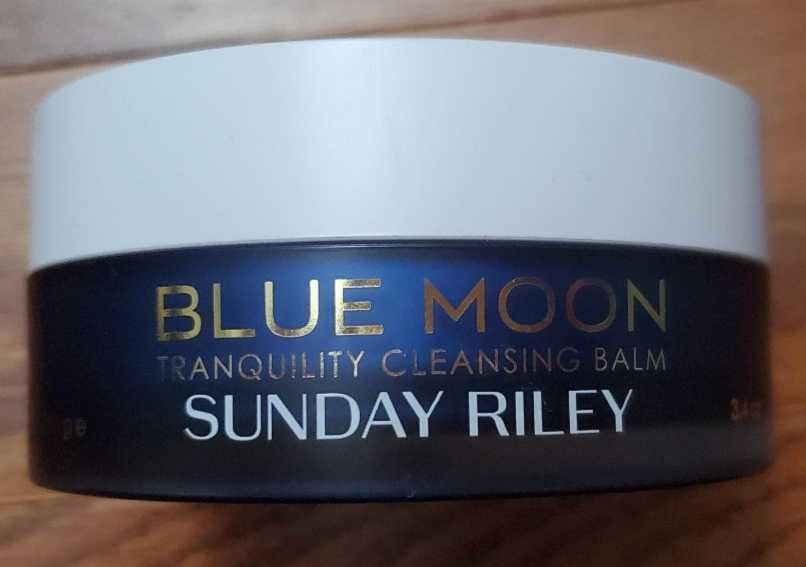 BLUE MOON
TRANQUILITY CLEANSING BALM
SUNDAY RILEY